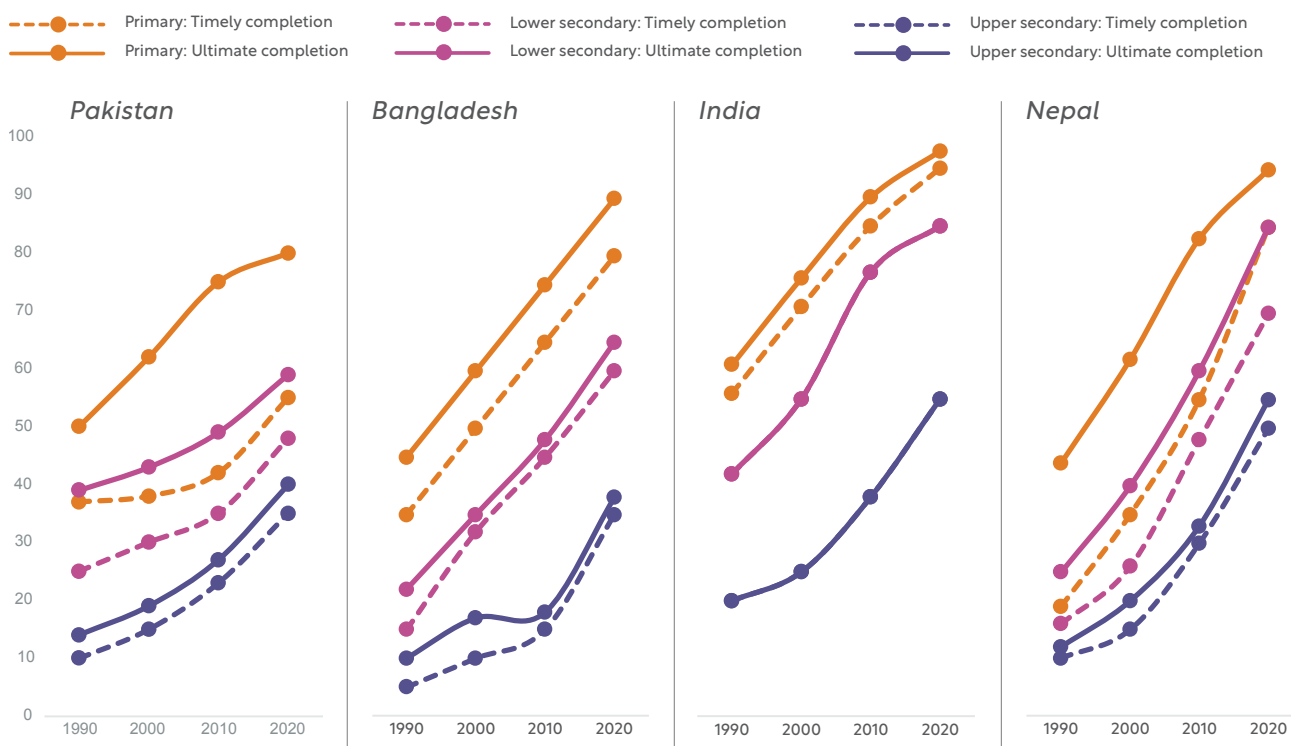 Primary: Timely completion
Lower secondary: Timely completion
Upper secondary: Timely completion
Primary: Ultimate completion
Lower secondary: Ultimate completion
Upper secondary: Ultimate completion
Pakistan
Bangladesh
India
Nepal
100
90
80
70
60
50
40
30
20
10
0
1990 2000 2010 2020
1990 2000 2010 2020
1990 2000 2010 2020
1990 2000 2010 2020